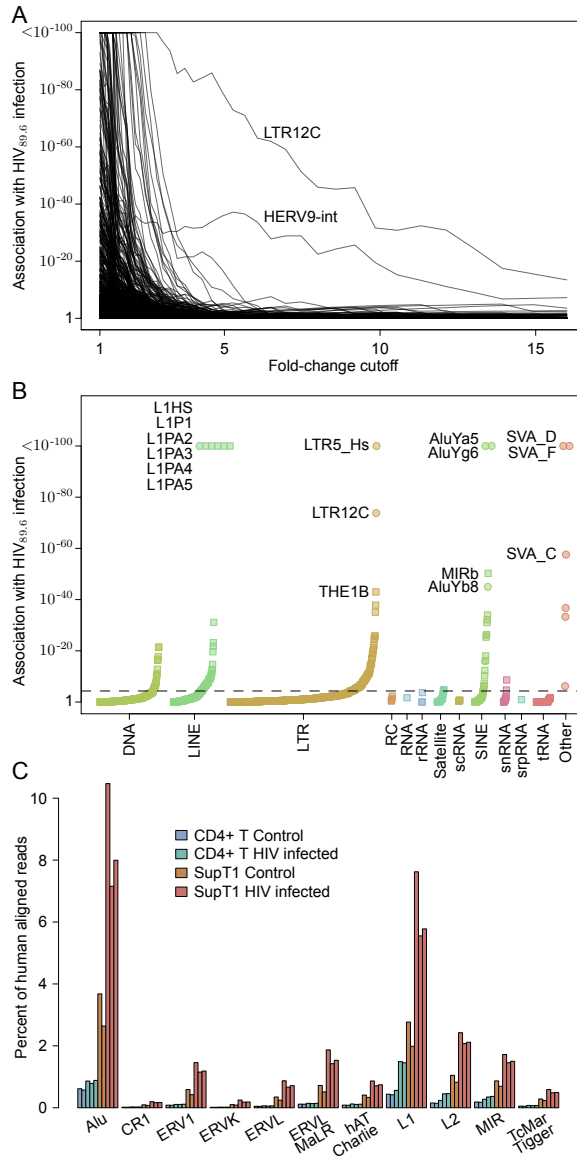 A
Association with HIV89.6 infection
<10-100
10-80
10-60
10-40
10-20
1
LTR12C
HERV9-int
1
5
10
15
Fold-change cutoff
B
Association with HIV89.6 infection
<10-100
10-80
10-60
10-40
10-20
1
L1HS
L1P1
L1PA2
L1PA3
L1PA4
L1PA5
LTR5_Hs
LTR12C
THE1B
AluYa5
AluYg6
MIRb
AluYb8
SVA_D
SVA_F
SVA_C
DNA
LINE
LTR
RC
RNA
rRNA
Satellite
scRNA
SINE
snRNA
srpRNA
tRNA
Other
C
Percent of human aligned reads
10
8
6
4
2
0
CD4+ T Control
CD4+ T HIV infected
SupT1 Control
SupT1 HIV infected
Alu
CR1
ERV1
ERVK
ERVL
ERVL
MaLR
hAT
Charlie
L1
L2
MIR
TcMar
Tigger